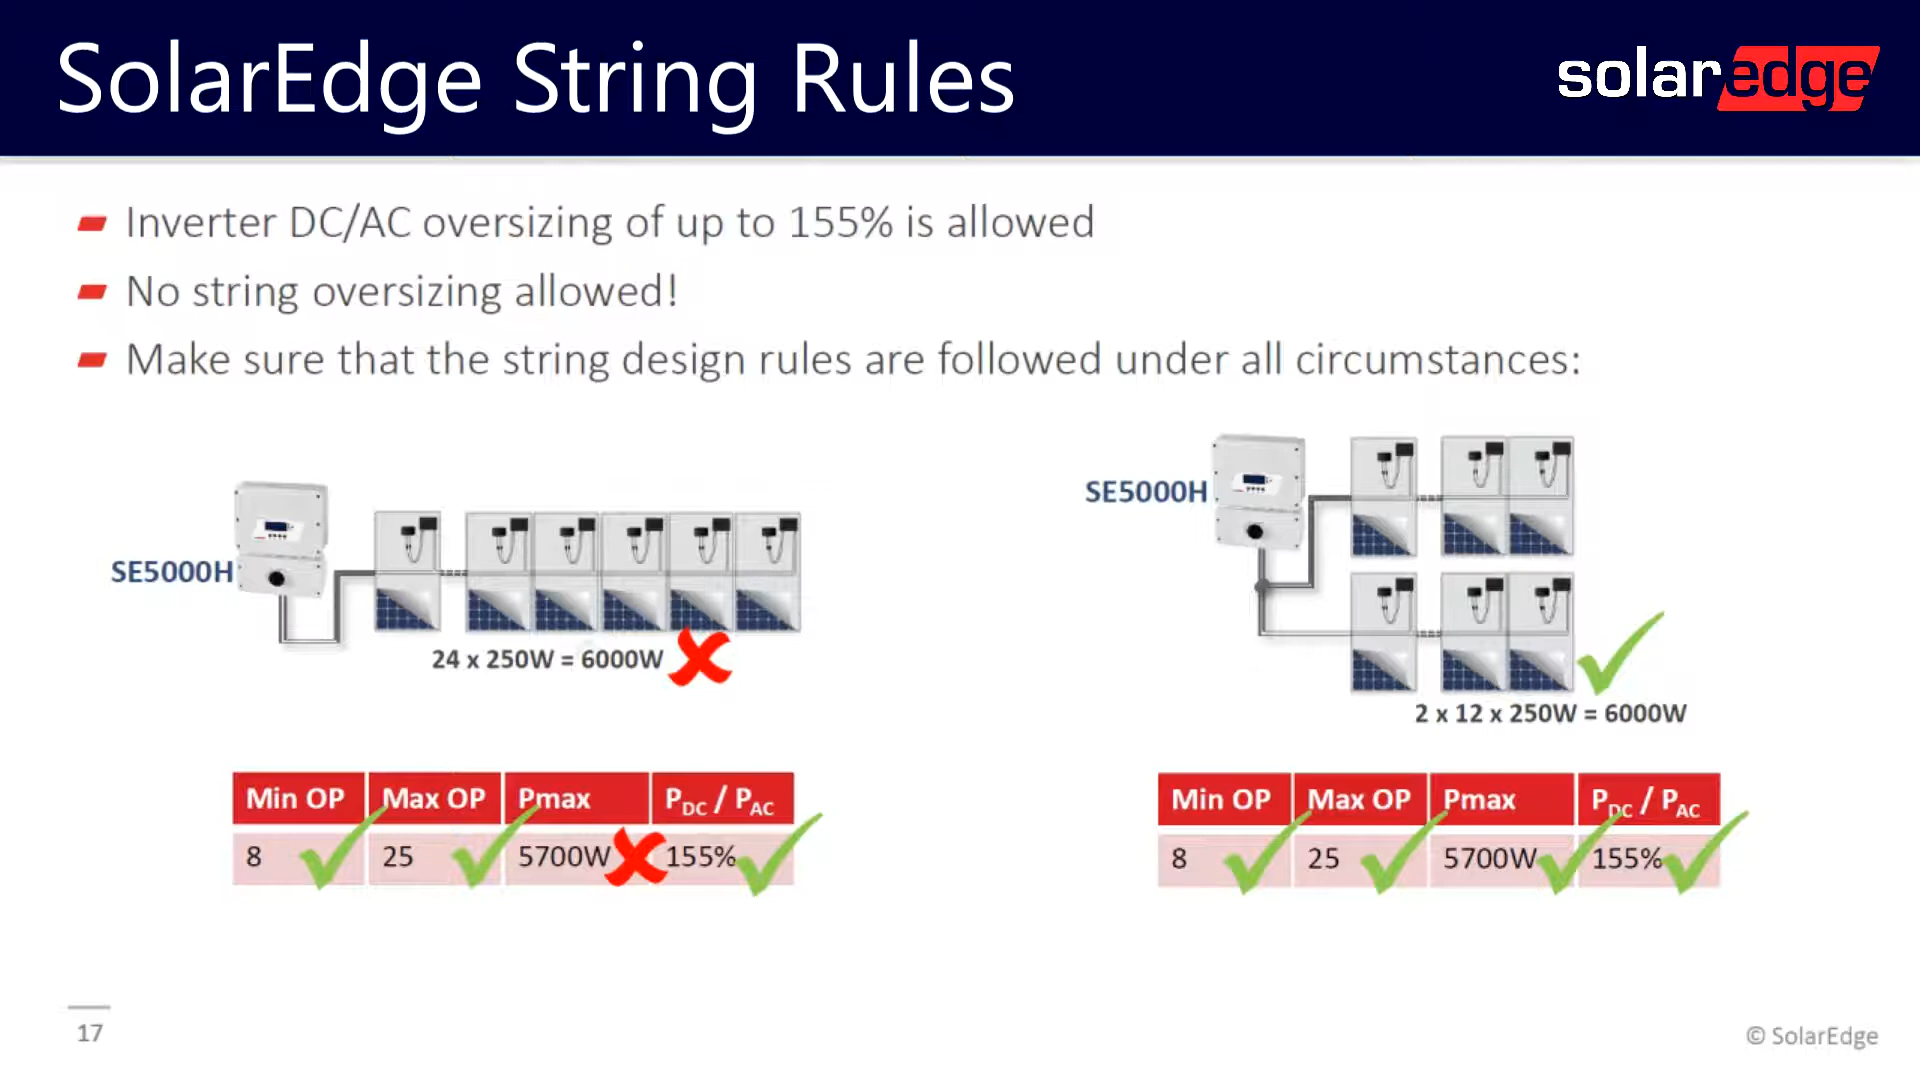 SolarEdge String Rules
solaredge
Inverter DC/AC oversizing of up to 155% is allowed
No string oversizing allowed!
Make sure that the string design rules are followed under all circumstances:
SE5000H
24 x 250W = 6000W
Min OP Max OP Pmax PDC / PAC
8 25 5700W 155%
SE5000H
2 x 12 x 250W = 6000W
Min OP Max OP Pmax PDC / PAC
8 25 5700W 155%
17
© SolarEdge